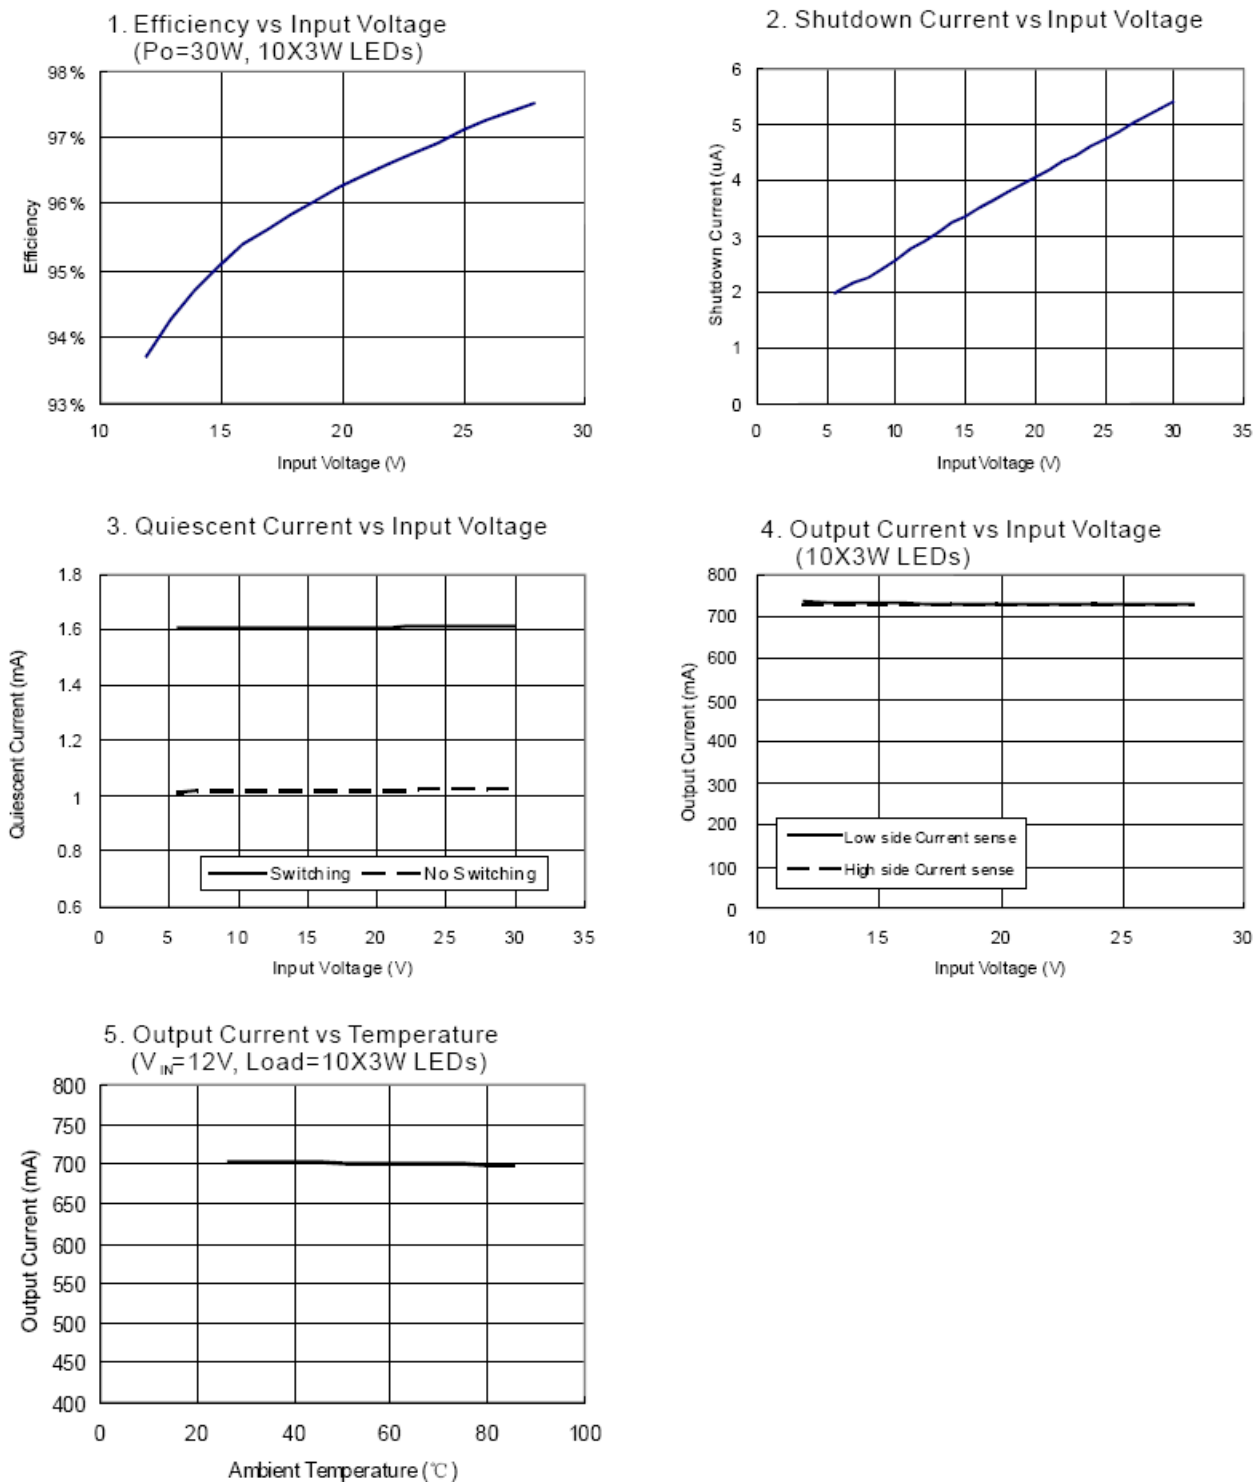 1. Efficiency vs Input Voltage
(Po=30W, 10X3W LEDs)
98%
97%
96%
95%
94%
93%
Efficiency
10 15 20 25 30
Input Voltage (V)
2. Shutdown Current vs Input Voltage
6
5
4
3
2
1
0
Shutdown Current (uA)
0 5 10 15 20 25 30 35
Input Voltage (V)
3. Quiescent Current vs Input Voltage
1.8
1.6
1.4
1.2
1
0.8
0.6
Quiescent Current (mA)
Switching
No Switching
0 5 10 15 20 25 30 35
Input Voltage (V)
4. Output Current vs Input Voltage
(10X3W LEDs)
800
700
600
500
400
300
200
100
0
Output Current (mA)
Low side Current sense
High side Current sense
10 15 20 25 30
Input Voltage (V)
5. Output Current vs Temperature
(VIN=12V, Load=10X3W LEDs)
800
750
700
650
600
550
500
450
400
Output Current (mA)
0 20 40 60 80 100
Ambient Temperature (℃)